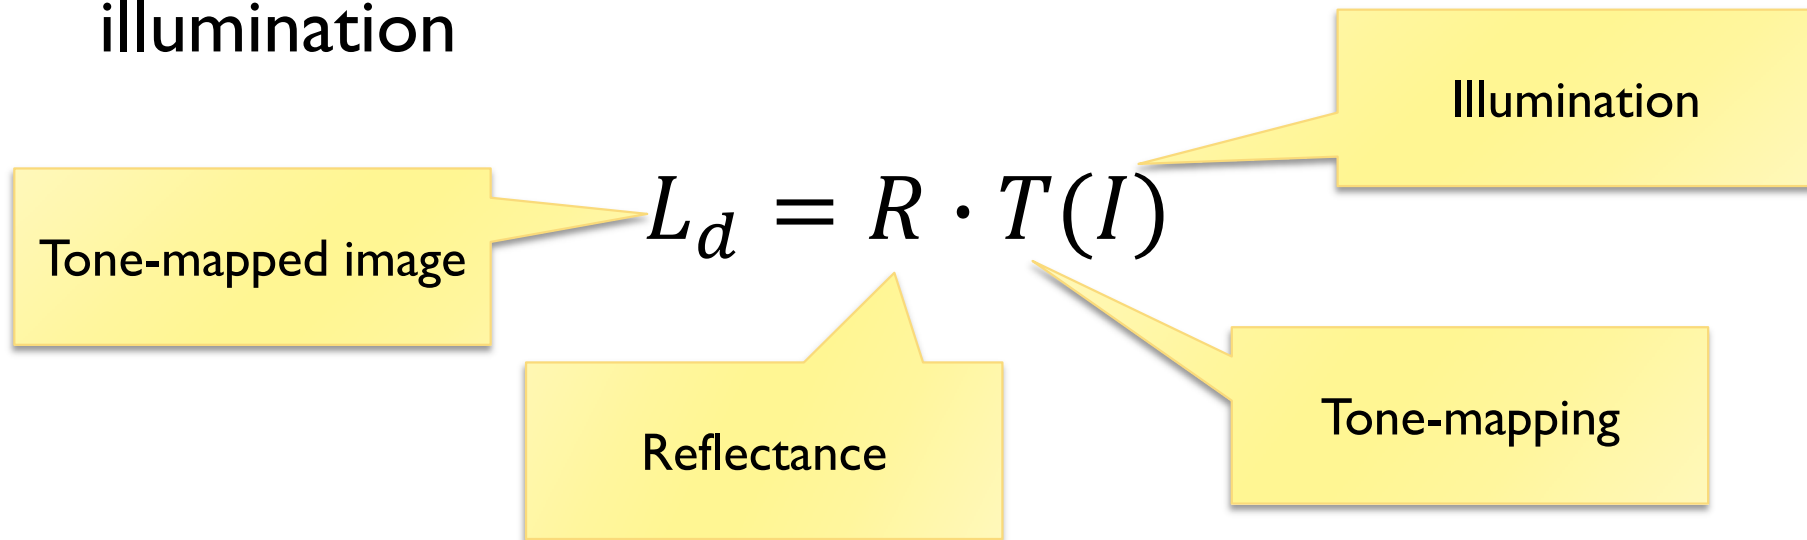 illumination
Illumination
L_d = R · T(I)
Tone-mapped image
Tone-mapping
Reflectance